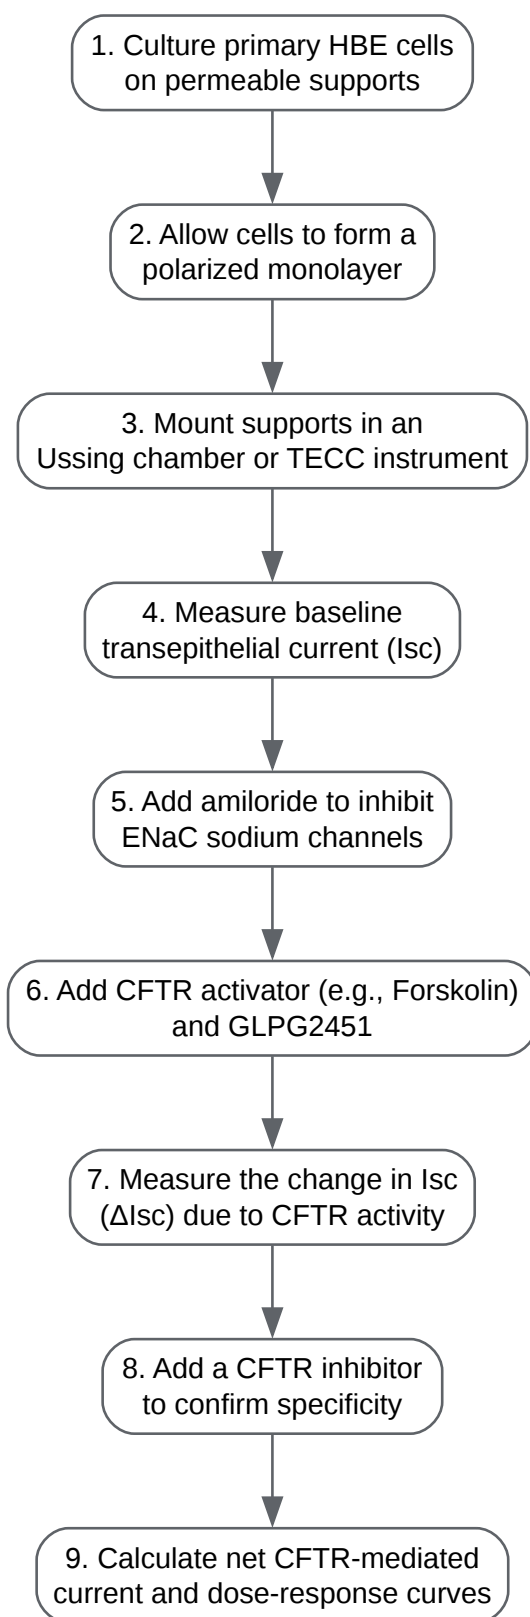 1. Culture primary HBE cells
on permeable supports
2. Allow cells to form a
polarized monolayer
3. Mount supports in an
Ussing chamber or TECC instrument
4. Measure baseline
transepithelial current (Isc)
5. Add amiloride to inhibit
ENaC sodium channels
6. Add CFTR activator (e.g., Forskolin)
and GLPG2451
7. Measure the change in Isc
(ΔIsc) due to CFTR activity
8. Add a CFTR inhibitor
to confirm specificity
9. Calculate net CFTR-mediated
current and dose-response curves